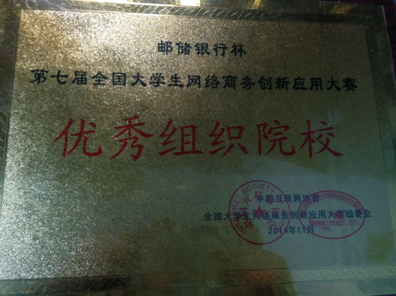 邮储银行杯
第七届全国大学生网络商务创新应用大赛
优秀组织院校
中国互联网协会
全国大学生网络商务创新应用大赛组委会
2014年11月